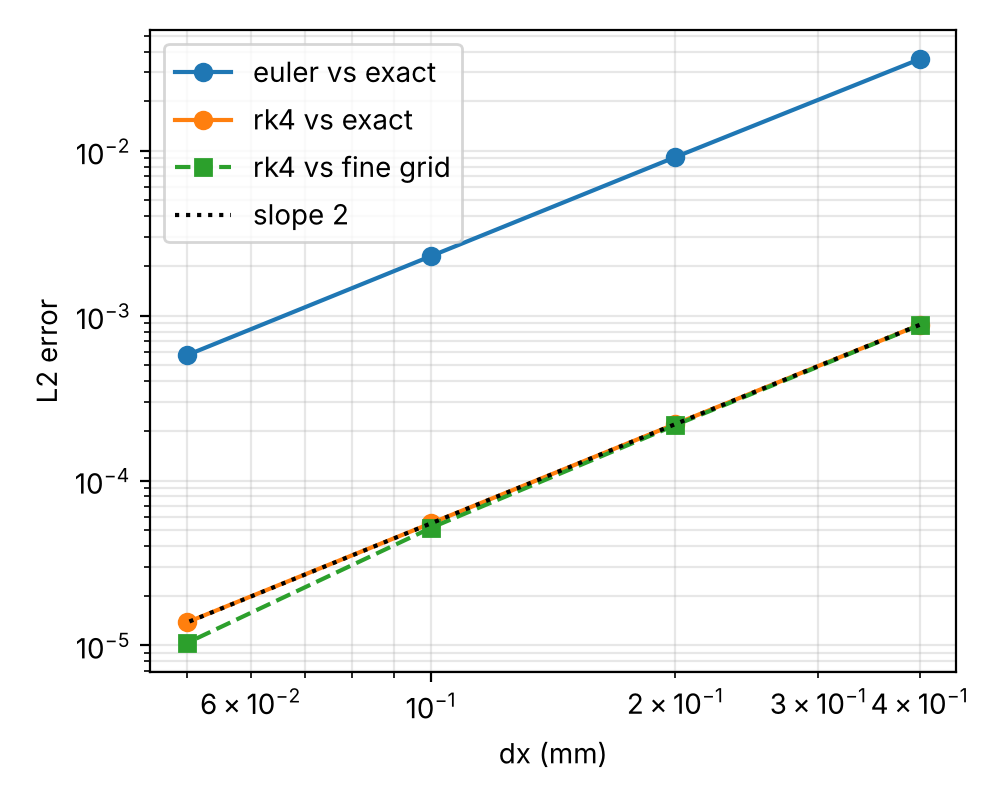 euler vs exact
rk4 vs exact
rk4 vs fine grid
slope 2
10⁻²
10⁻³
10⁻⁴
10⁻⁵
L2 error
6 × 10⁻²
10⁻¹
2 × 10⁻¹
3 × 10⁻¹
4 × 10⁻¹
dx (mm)